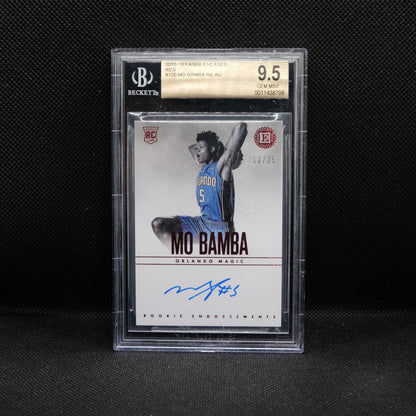 BECKETT
2018-19 PANINI ENCASED
RED
#120 MO BAMBA RE AU
9.5
GEM MINT
0011438799
RC
E
12/25
ORLANDO
5
MO BAMBA
ORLANDO MAGIC
#5
ROOKIE ENDORSEMENTS